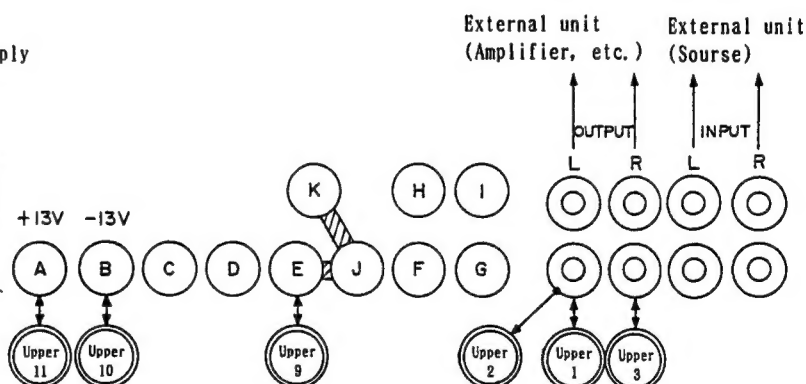 External unit External unit
ply (Amplifier, etc.) (Sourse)
OUTPUT INPUT
L R L R
K H I
+13V -13V
A B C D E J F G
Upper 11 Upper 10 Upper 9 Upper 2 Upper 1 Upper 3